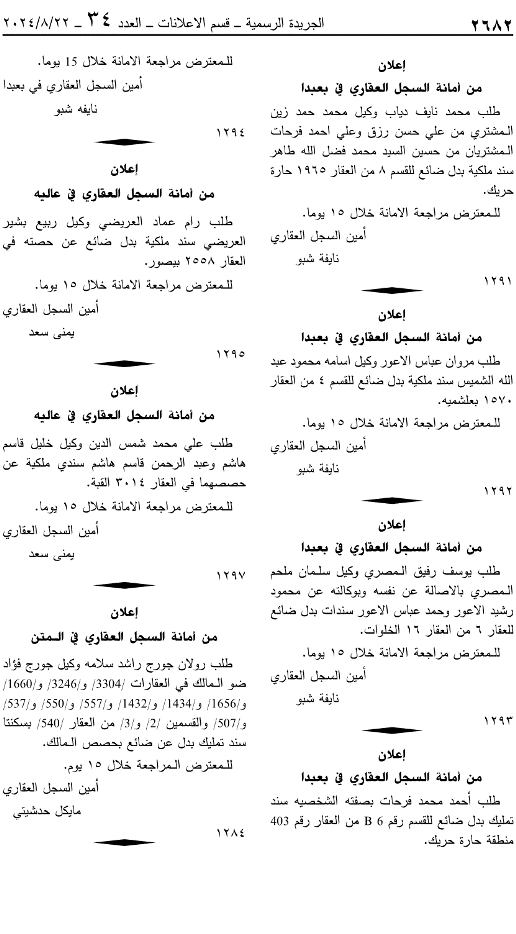 ٢٦٨٢
الجريدة الرسمية – قسم الاعلانات – العدد ٣٤ – ٢٠٢٤/٨/٢٢
إعلان
من أمانة السجل العقاري في بعبدا
طلب محمد نايف دياب وكيل محمد حمد زين
المشتري من علي حسن رزق وعلي احمد فرحات
المشتريان من حسين السيد محمد فضل الله طاهر
سند ملكية بدل ضائع للقسم ٨ من العقار ١٩٦٥ حارة
حريك.
للمعترض مراجعة الامانة خلال ١٥ يوما.
أمين السجل العقاري
نايفة شبو
١٢٩١
إعلان
من أمانة السجل العقاري في بعبدا
طلب مروان عباس الاعور وكيل اسامه محمود عبد
الله الشميس سند ملكية بدل ضائع للقسم ٤ من العقار
١٥٧٠ بعلشميه.
للمعترض مراجعة الامانة خلال ١٥ يوما.
أمين السجل العقاري
نايفة شبو
١٢٩٢
إعلان
من أمانة السجل العقاري في بعبدا
طلب يوسف رفيق المصري وكيل سلمان ملحم
المصري بالاصالة عن نفسه وبوكالته عن محمود
رشيد الاعور وحمد عباس الاعور سندات بدل ضائع
للعقار ٦ من العقار ١٦ الخلوات.
للمعترض مراجعة الامانة خلال ١٥ يوما.
أمين السجل العقاري
نايفة شبو
١٢٩٣
إعلان
من أمانة السجل العقاري في بعبدا
طلب أحمد محمد فرحات بصفته الشخصيه سند
تمليك بدل ضائع للقسم رقم 6 B من العقار رقم 403
منطقة حارة حريك.
للمعترض مراجعة الامانة خلال 15 يوما.
أمين السجل العقاري في بعبدا
نايفه شبو
١٢٩٤
إعلان
من أمانة السجل العقاري في عاليه
طلب رام عماد العريضي وكيل ربيع بشير
العريضي سند ملكية بدل ضائع عن حصته في
العقار ٢٥٥٨ بيصور.
للمعترض مراجعة الامانة خلال ١٥ يوما.
أمين السجل العقاري
يمنى سعد
١٢٩٥
إعلان
من أمانة السجل العقاري في عاليه
طلب علي محمد شمس الدين وكيل خليل قاسم
هاشم وعبد الرحمن قاسم هاشم سندي ملكية عن
حصصهما في العقار ٣٠١٤ القبة.
للمعترض مراجعة الامانة خلال ١٥ يوما.
أمين السجل العقاري
يمنى سعد
١٢٩٧
إعلان
من أمانة السجل العقاري في المتن
طلب رولان جورج راشد سلامه وكيل جورج فؤاد
ضو المالك في العقارات /3304/ و/3246/ و/1660/
و/1656/ و/1434/ و/1432/ و/557/ و/550/ و/537/
و/507/ والقسمين /2/ و/3/ من العقار /540/ بسكنتا
سند تمليك بدل عن ضائع بحصص المالك.
للمعترض المراجعة خلال ١٥ يوم.
أمين السجل العقاري
مايكل حدشيتي
١٢٨٤